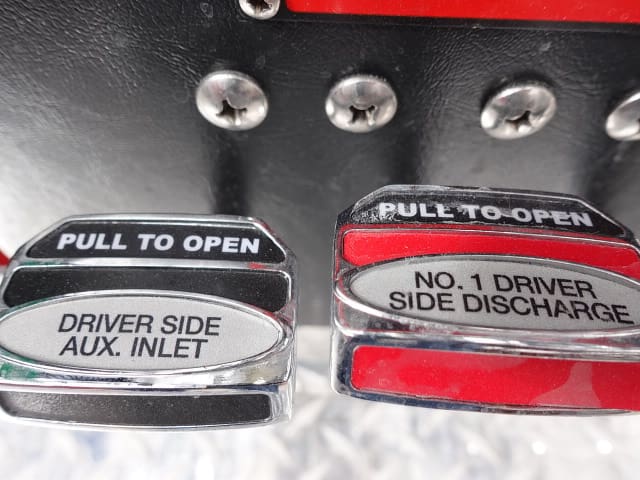 PULL TO OPEN
DRIVER SIDE
AUX. INLET
PULL TO OPEN
NO. 1 DRIVER
SIDE DISCHARGE